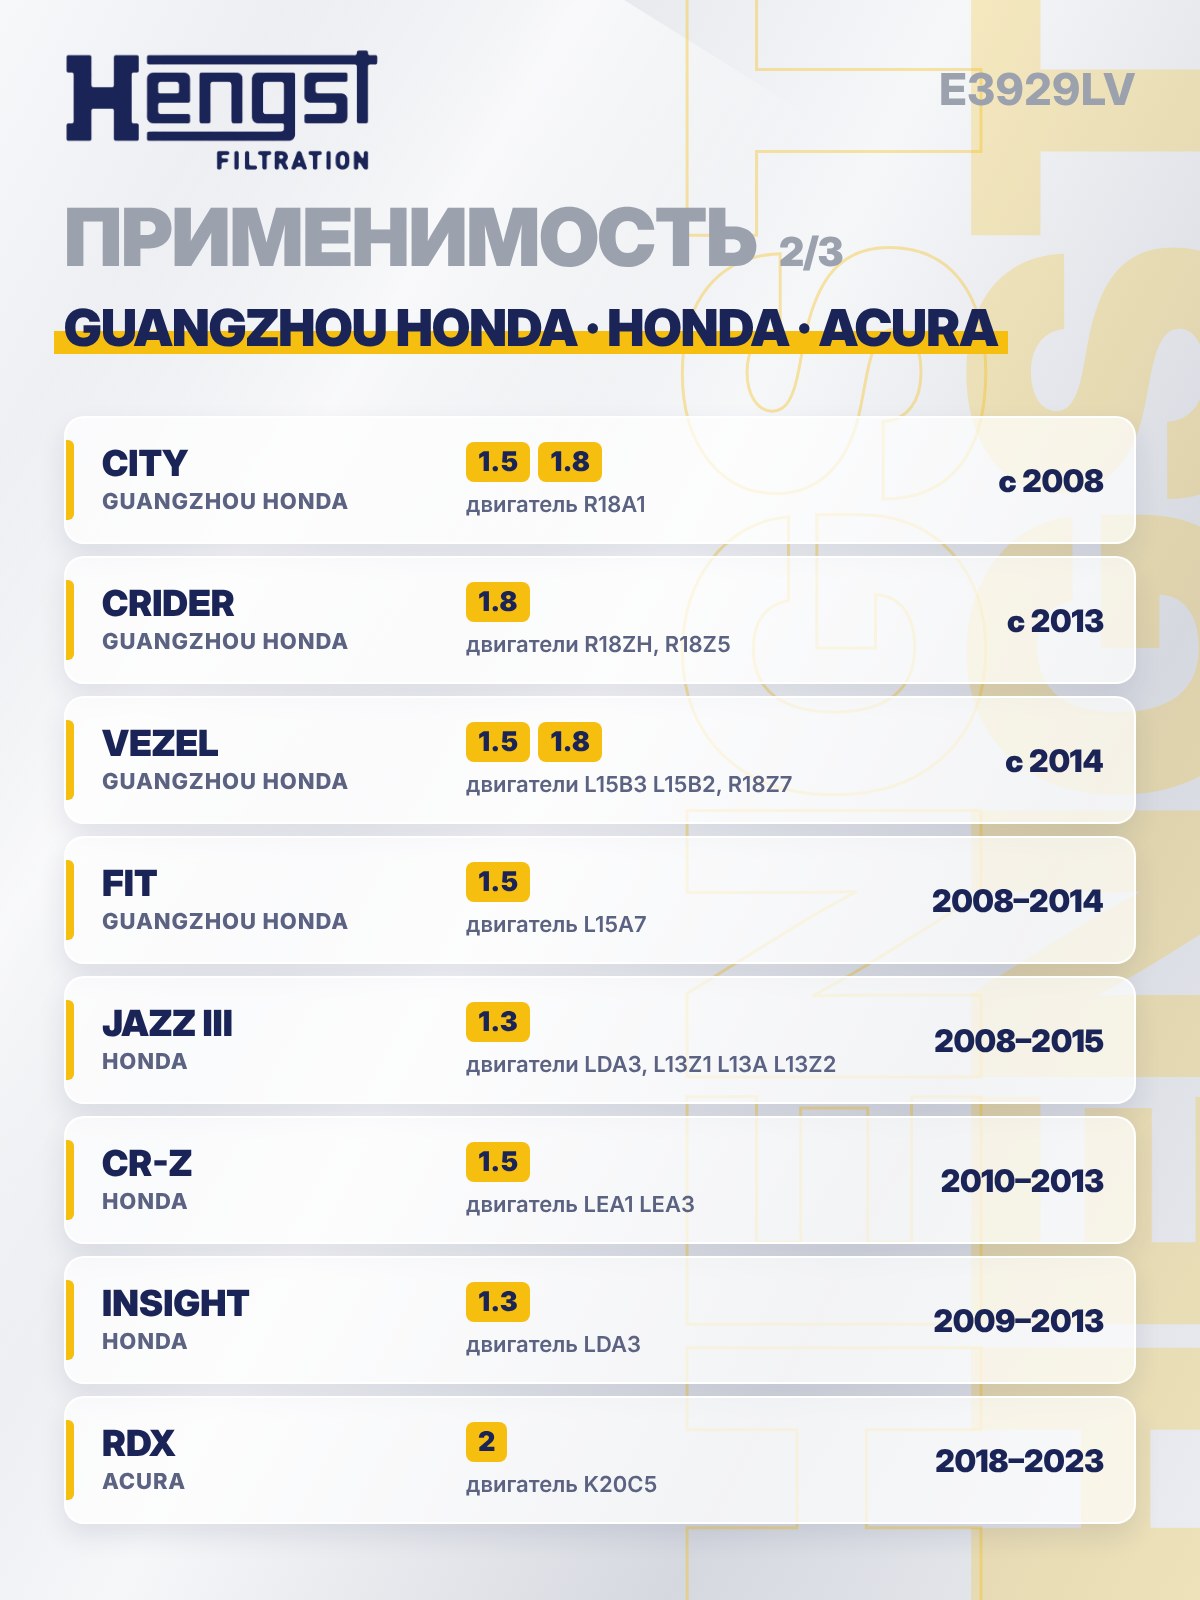 Hengst
FILTRATION
E3929LV
ПРИМЕНИМОСТЬ 2/3
GUANGZHOU HONDA · HONDA · ACURA
CITY
GUANGZHOU HONDA
1.5 1.8
двигатель R18A1
с 2008
CRIDER
GUANGZHOU HONDA
1.8
двигатели R18ZH, R18Z5
с 2013
VEZEL
GUANGZHOU HONDA
1.5 1.8
двигатели L15B3 L15B2, R18Z7
с 2014
FIT
GUANGZHOU HONDA
1.5
двигатель L15A7
2008–2014
JAZZ III
HONDA
1.3
двигатели LDA3, L13Z1 L13A L13Z2
2008–2015
CR-Z
HONDA
1.5
двигатель LEA1 LEA3
2010–2013
INSIGHT
HONDA
1.3
двигатель LDA3
2009–2013
RDX
ACURA
2
двигатель K20C5
2018–2023
HENGST
HENGST